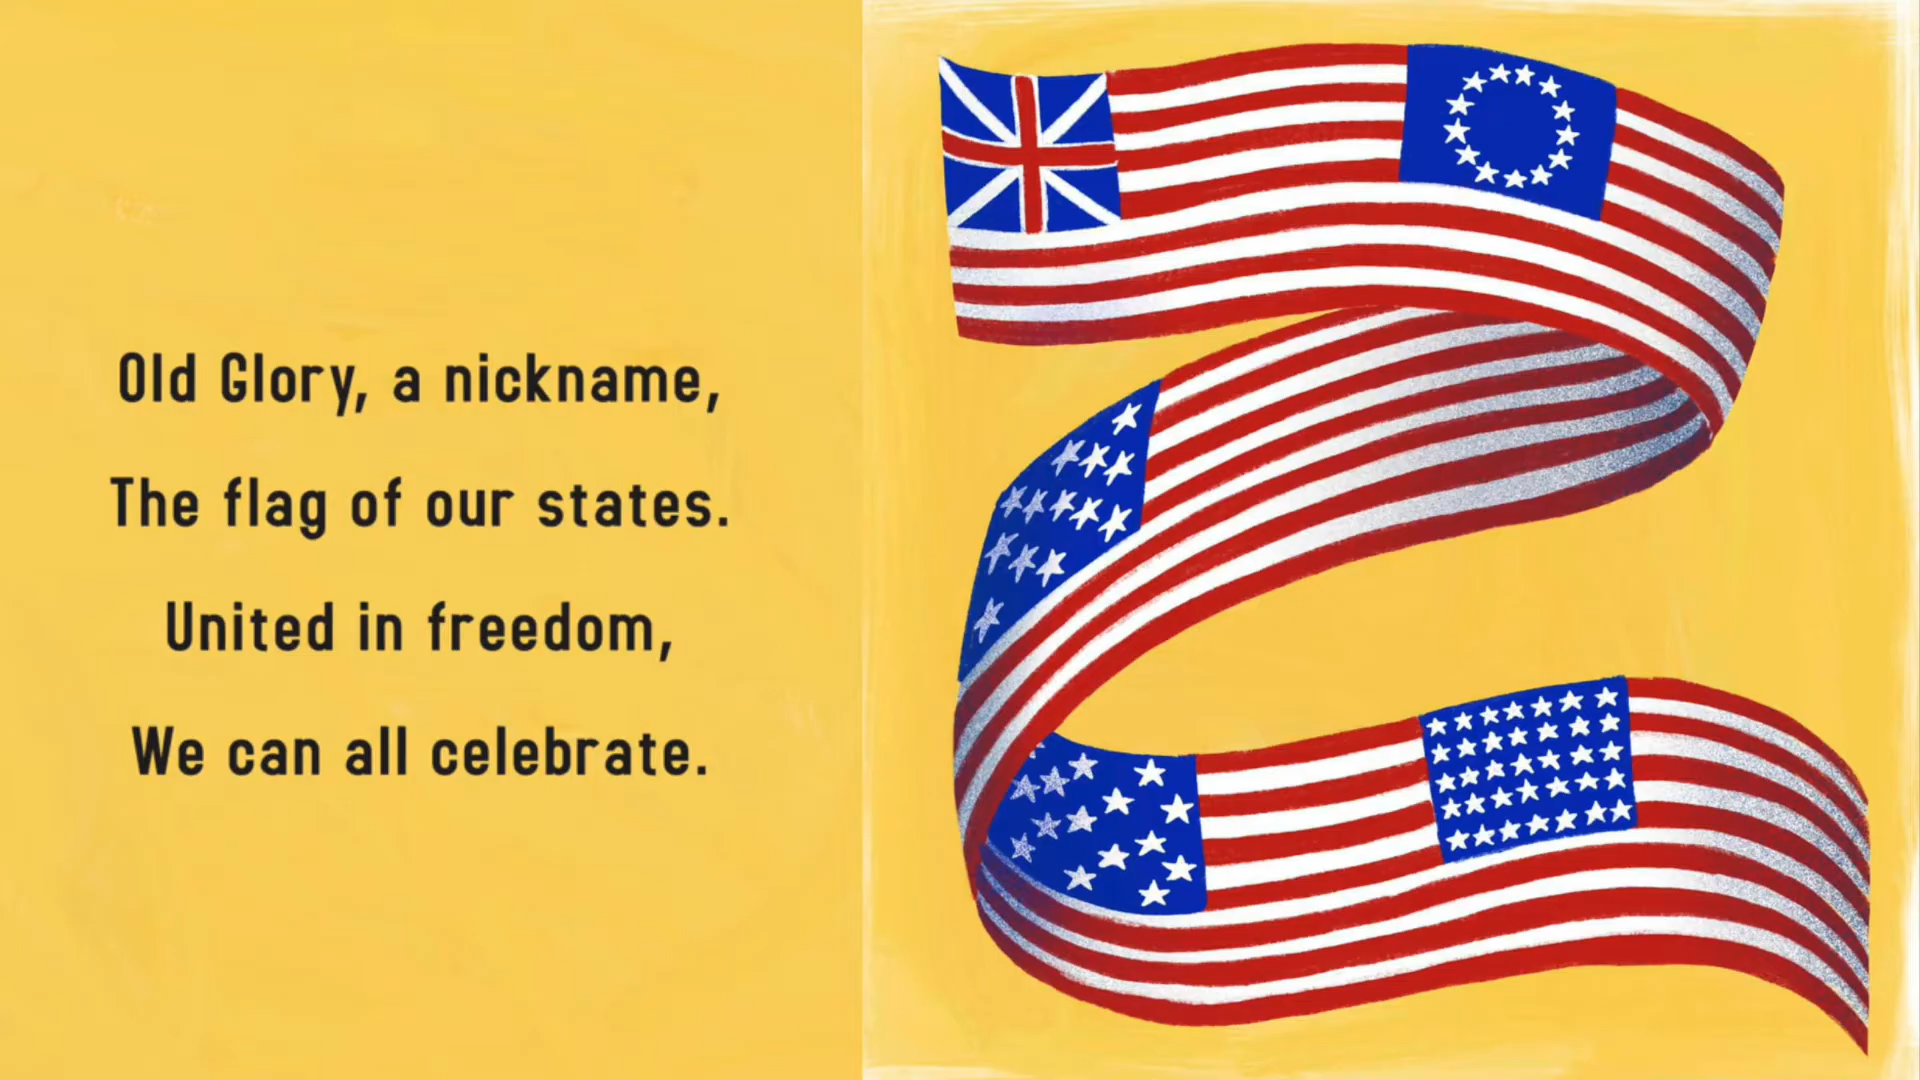 Old Glory, a nickname,
The flag of our states.
United in freedom,
We can all celebrate.